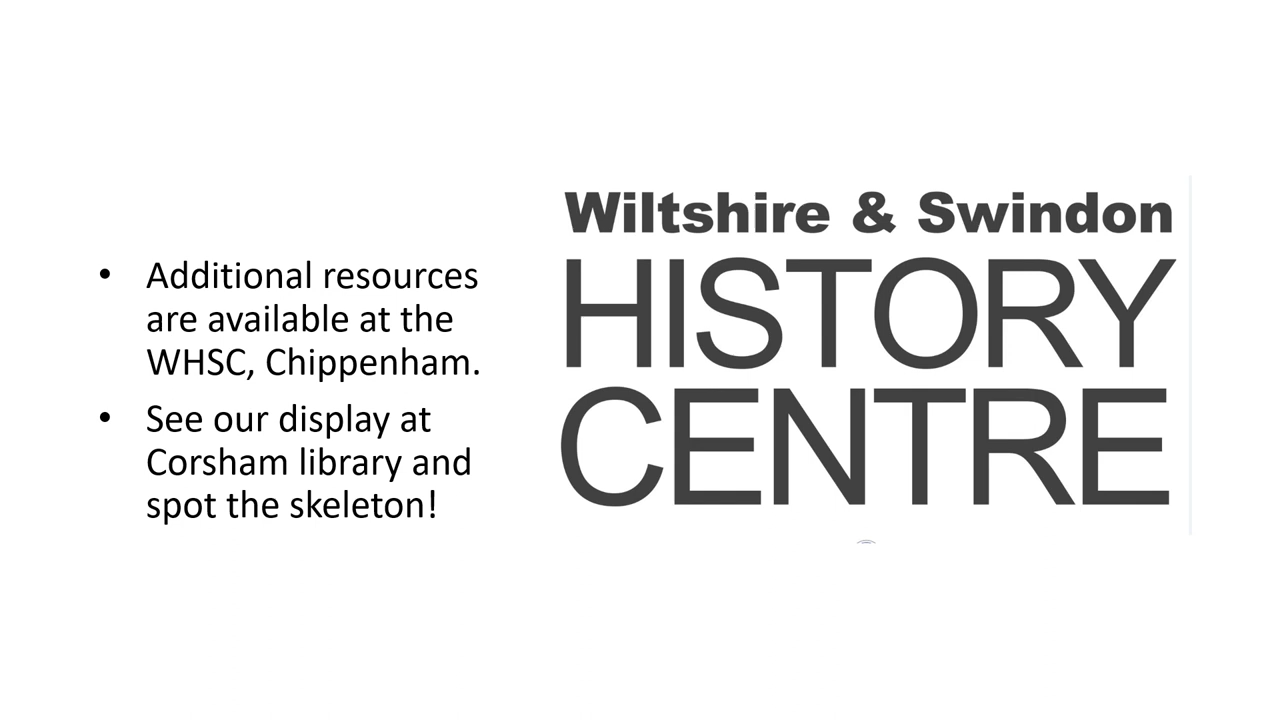 • Additional resources
are available at the
WHSC, Chippenham.
• See our display at
Corsham library and
spot the skeleton!
Wiltshire & Swindon
HISTORY
CENTRE